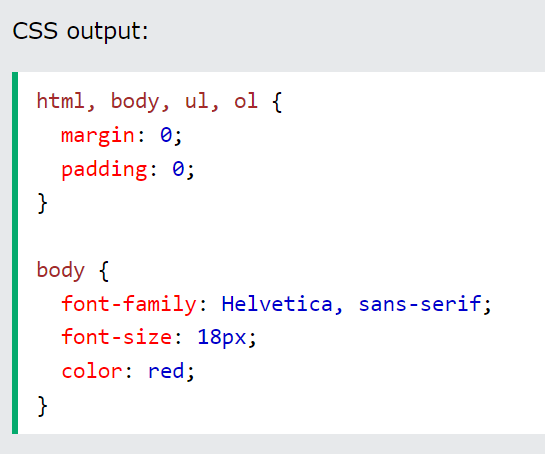 CSS output:
html, body, ul, ol {
  margin: 0;
  padding: 0;
}

body {
  font-family: Helvetica, sans-serif;
  font-size: 18px;
  color: red;
}